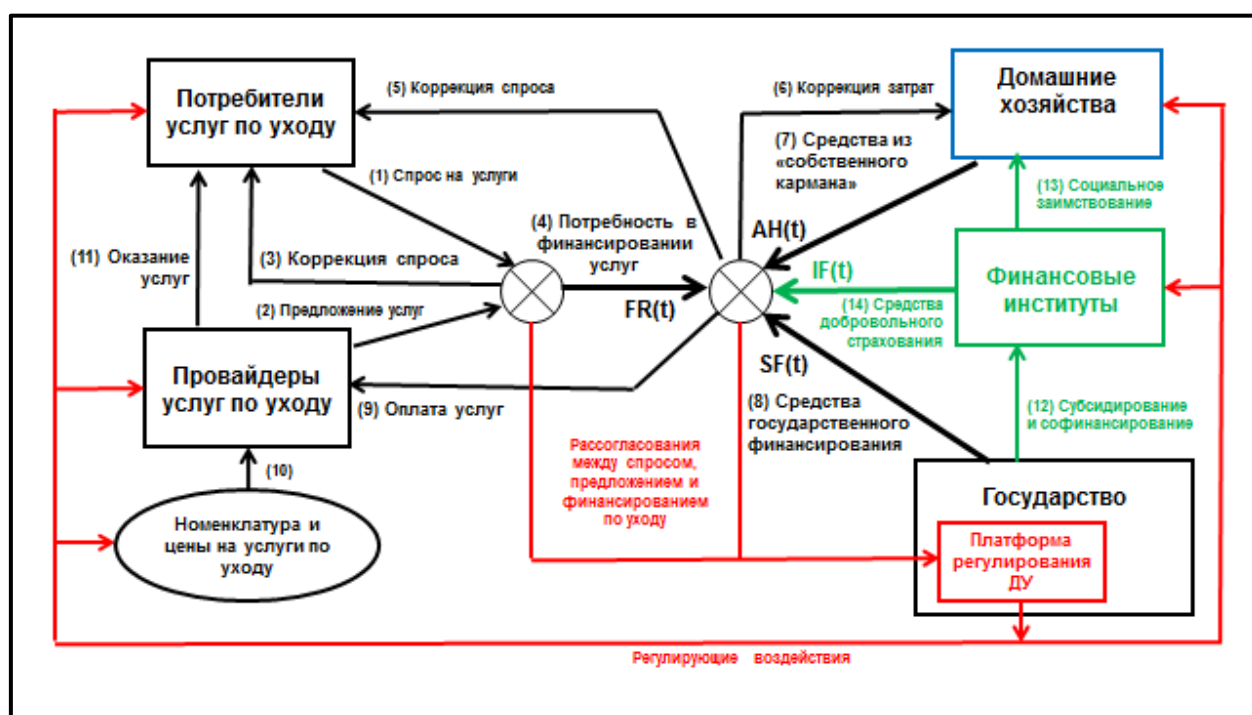 Потребители
услуг по уходу
(5) Коррекция спроса
(6) Коррекция затрат
Домашние
хозяйства
(1) Спрос на услуги
(7) Средства из
«собственного
кармана»
(13) Социальное
заимствование
(11) Оказание
услуг
(3) Коррекция спроса
(4) Потребность в
финансировании
услуг
AH(t)
IF(t)
FR(t)
Финансовые
институты
(2) Предложение услуг
(14) Средства
добровольного
страхования
SF(t)
Провайдеры
услуг по уходу
(9) Оплата услуг
(8) Средства
государственного
финансирования
(12) Субсидирование
и софинансирование
(10)
Рассогласования
между спросом,
предложением и
финансированием
по уходу
Государство
Номенклатура и
цены на услуги по
уходу
Платформа
регулирования
ДУ
Регулирующие воздействия